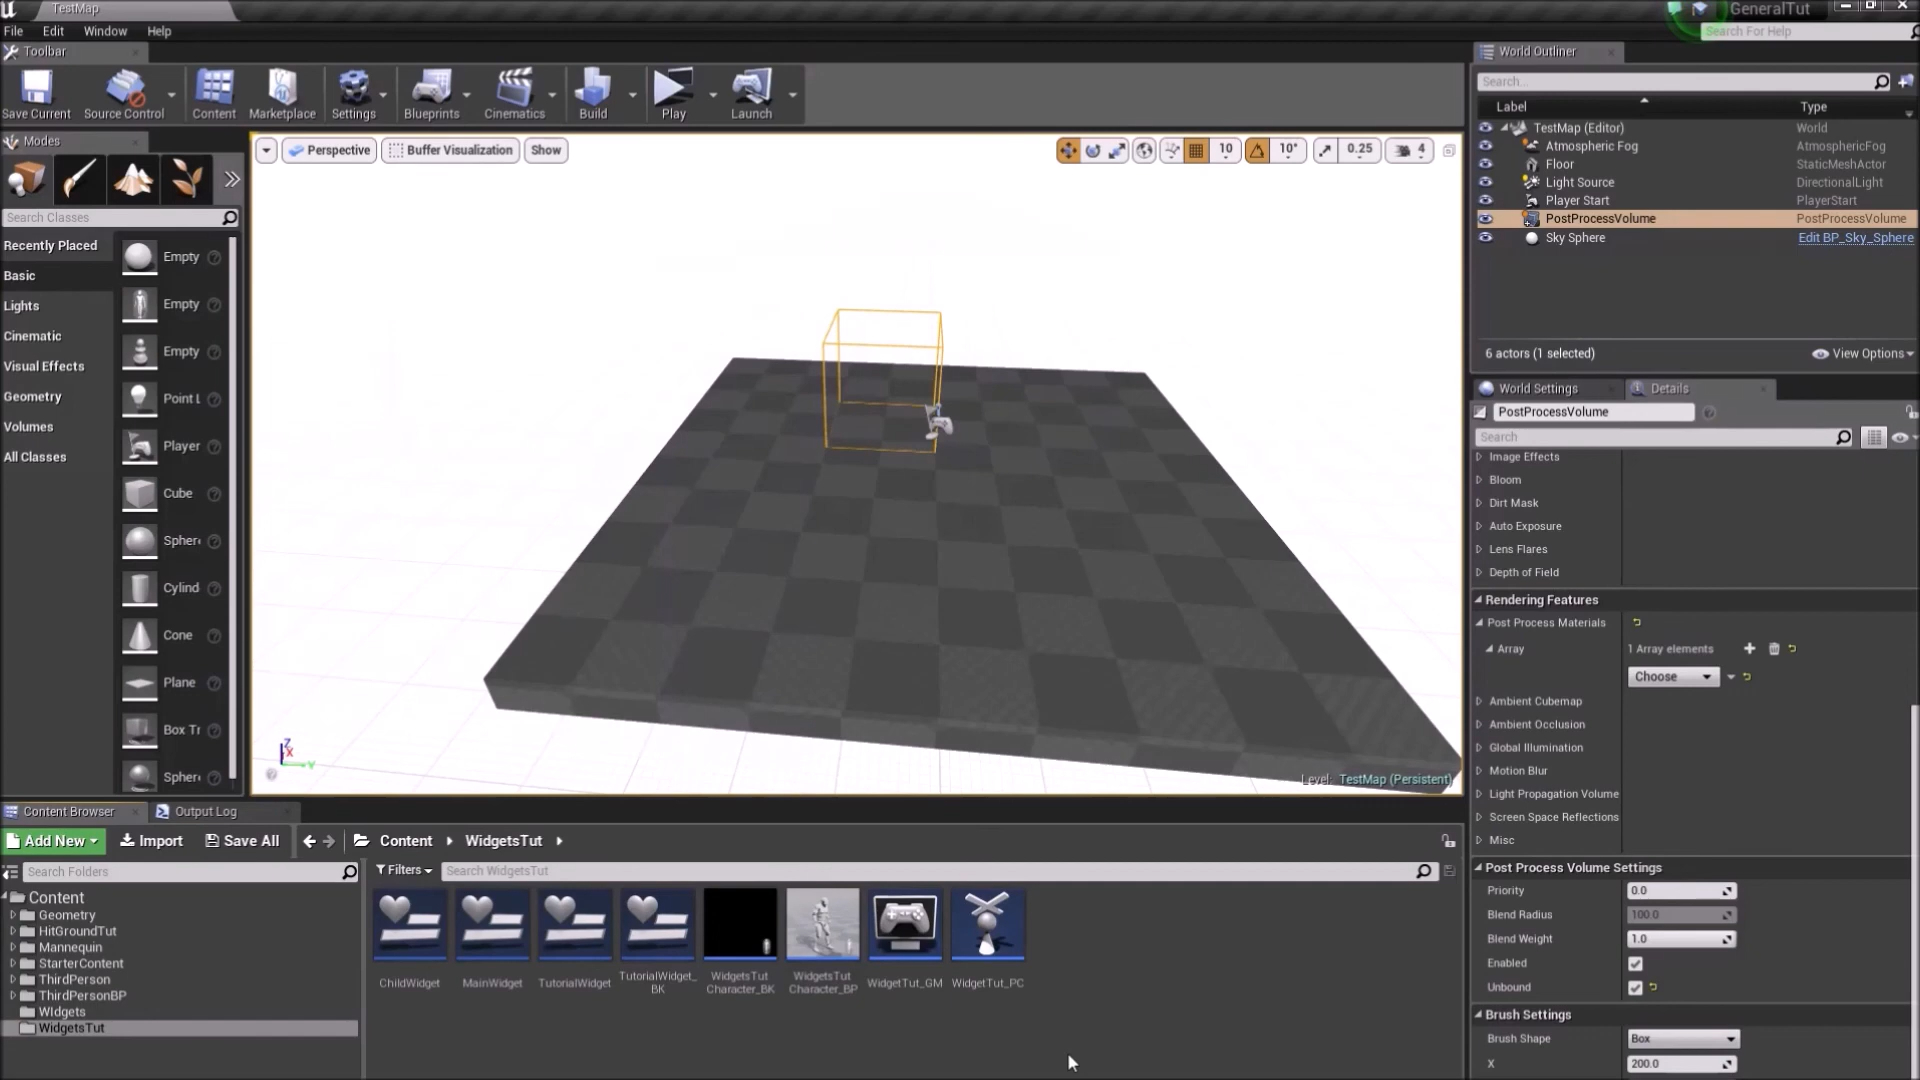 TestMap
GeneralTut
File Edit Window Help
Search For Help
Toolbar
Save Current Source Control Content Marketplace Settings Blueprints Cinematics Build Play Launch
Modes
Search Classes
Recently Placed
Basic
Lights
Cinematic
Visual Effects
Geometry
Volumes
All Classes
Empty
Empty
Empty
Point L
Player
Cube
Spher
Cylind
Cone
Plane
Box Tr
Spher
Perspective Buffer Visualization Show
10 10° 0.25 4
Z
X
Y
Level: TestMap (Persistent)
World Outliner
Search...
Label Type
TestMap (Editor) World
Atmospheric Fog AtmosphericFog
Floor StaticMeshActor
Light Source DirectionalLight
Player Start PlayerStart
PostProcessVolume PostProcessVolume
Sky Sphere Edit BP_Sky_Sphere
6 actors (1 selected) View Options
World Settings Details
PostProcessVolume
Search
Image Effects
Bloom
Dirt Mask
Auto Exposure
Lens Flares
Depth of Field
Rendering Features
Post Process Materials
Array 1 Array elements
Choose
Ambient Cubemap
Ambient Occlusion
Global Illumination
Motion Blur
Light Propagation Volume
Screen Space Reflections
Misc
Post Process Volume Settings
Priority 0.0
Blend Radius 100.0
Blend Weight 1.0
Enabled
Unbound
Brush Settings
Brush Shape Box
X 200.0
Content Browser Output Log
Add New Import Save All Content WidgetsTut
Search Folders
Filters Search WidgetsTut
Content
Geometry
HitGroundTut
Mannequin
StarterContent
ThirdPerson
ThirdPersonBP
WIdgets
WidgetsTut
ChildWidget
MainWidget
TutorialWidget
TutorialWidget_
BK
WidgetsTut
Character_BK
WidgetsTut
Character_BP
WidgetTut_GM
WidgetTut_PC